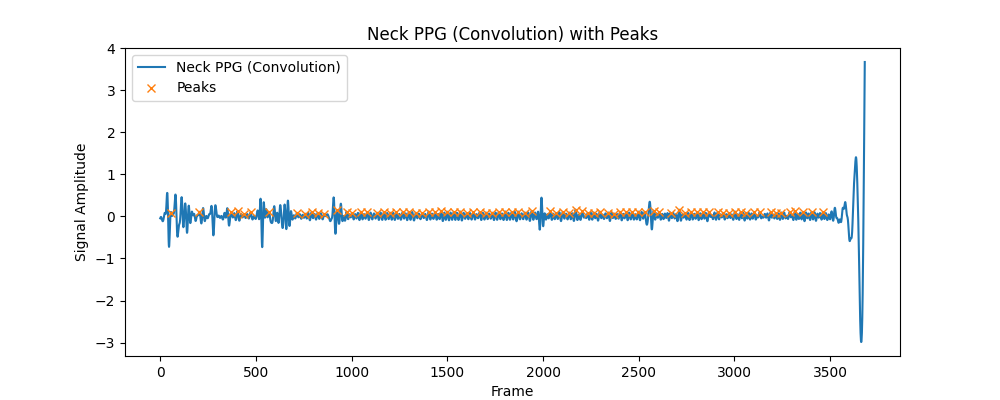 Neck PPG (Convolution) with Peaks
Neck PPG (Convolution)
Peaks
Signal Amplitude
4
3
2
1
0
−1
−2
−3
0 500 1000 1500 2000 2500 3000 3500
Frame